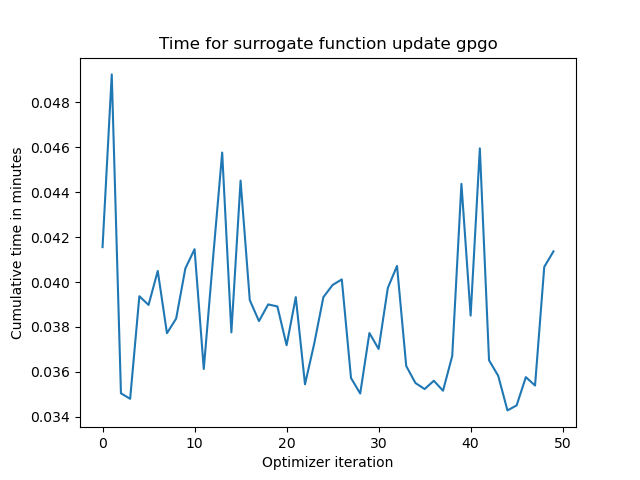 Time for surrogate function update gpgo
Cumulative time in minutes
0.048
0.046
0.044
0.042
0.040
0.038
0.036
0.034
0 10 20 30 40 50
Optimizer iteration